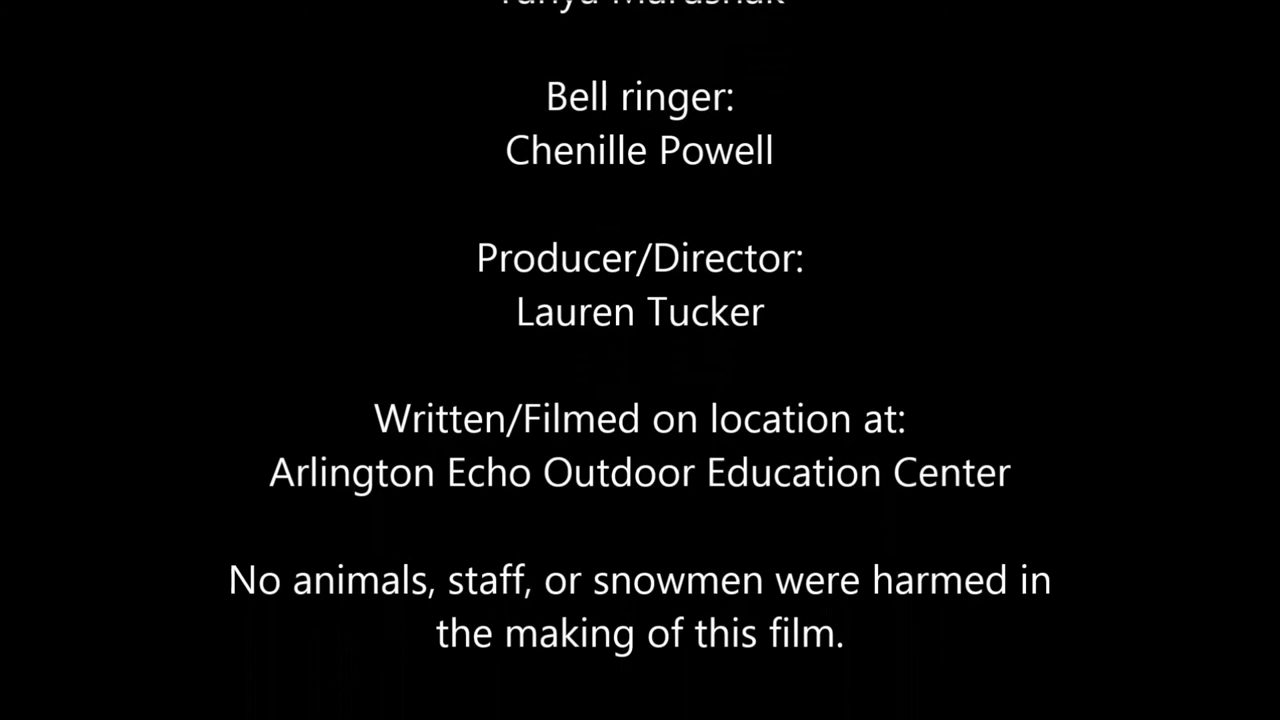 Bell ringer:
Chenille Powell
Producer/Director:
Lauren Tucker
Written/Filmed on location at:
Arlington Echo Outdoor Education Center
No animals, staff, or snowmen were harmed in
the making of this film.